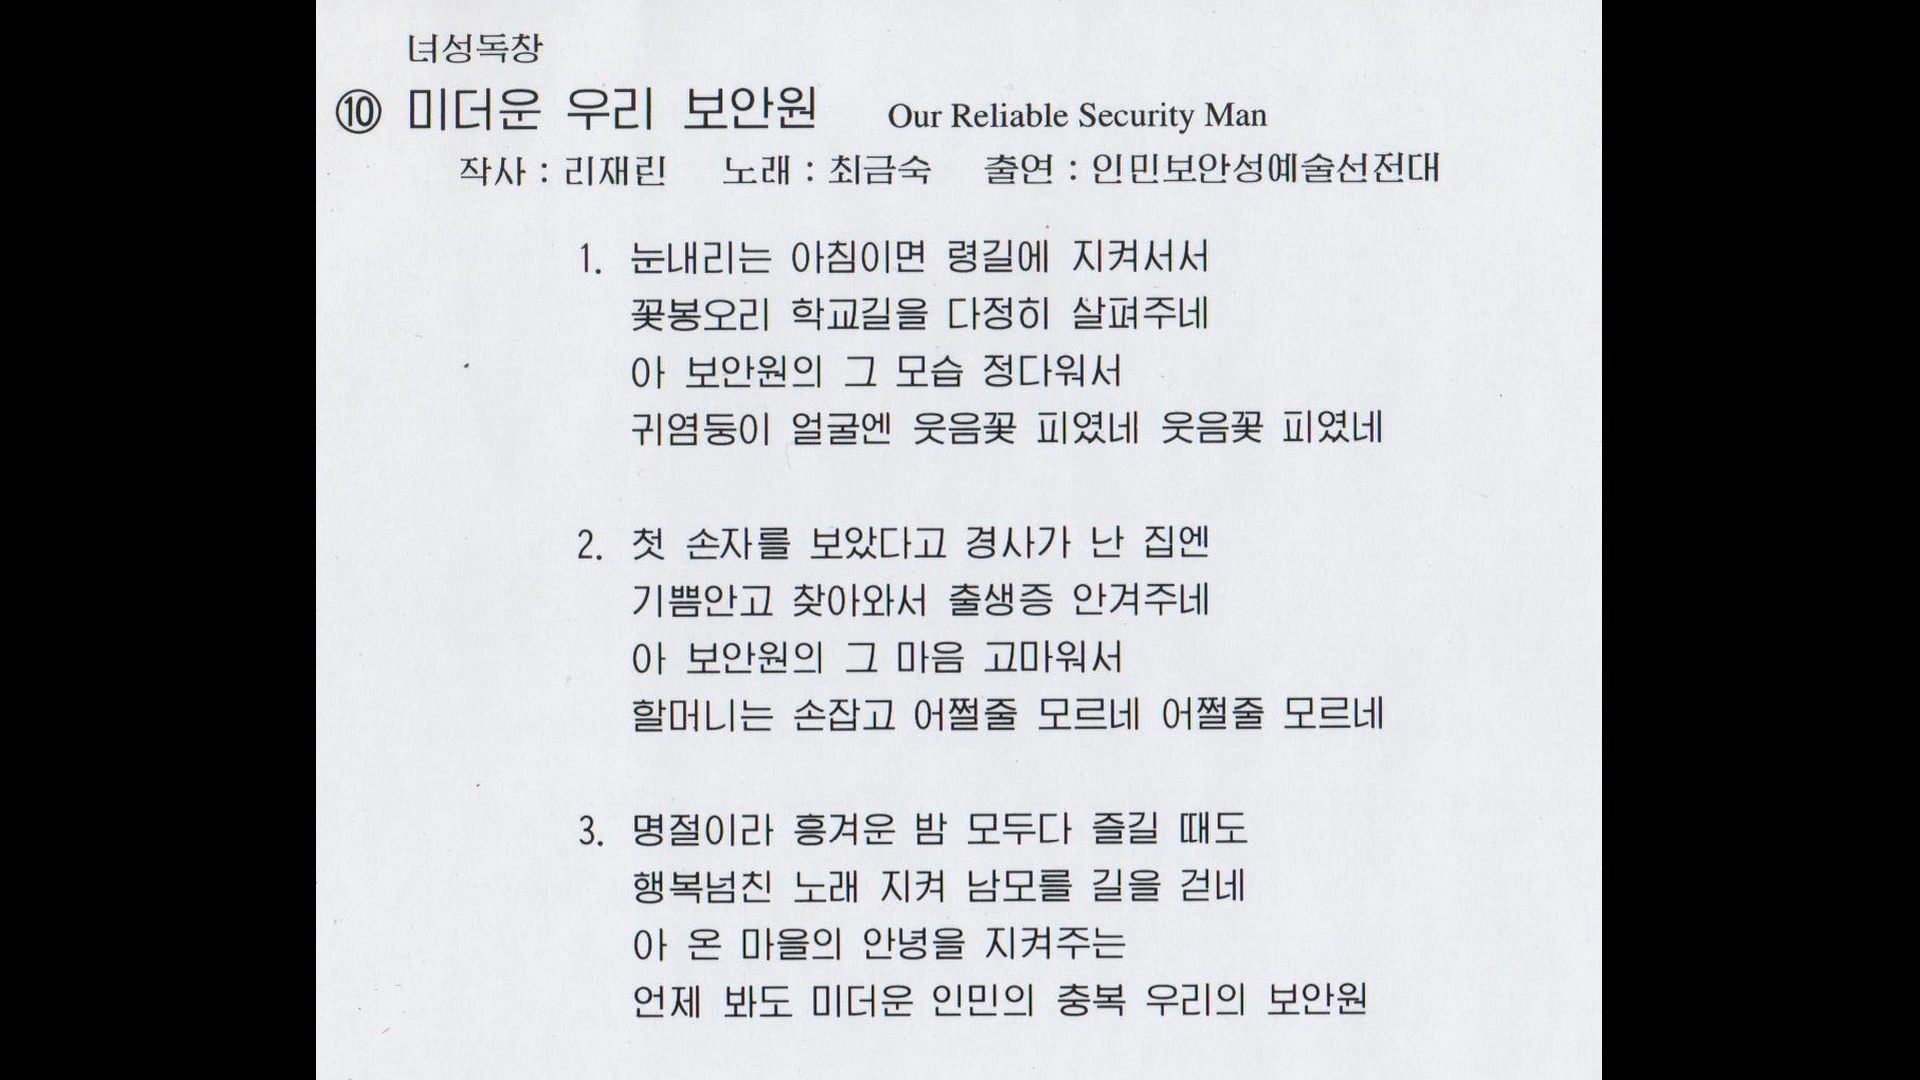 녀성독창
⑩ 미더운 우리 보안원 Our Reliable Security Man
작사 : 리재린 노래 : 최금숙 출연 : 인민보안성예술선전대
1. 눈내리는 아침이면 령길에 지켜서서
꽃봉오리 학교길을 다정히 살펴주네
아 보안원의 그 모습 정다워서
귀염둥이 얼굴엔 웃음꽃 피였네 웃음꽃 피였네
2. 첫 손자를 보았다고 경사가 난 집엔
기쁨안고 찾아와서 출생증 안겨주네
아 보안원의 그 마음 고마워서
할머니는 손잡고 어쩔줄 모르네 어쩔줄 모르네
3. 명절이라 흥겨운 밤 모두다 즐길 때도
행복넘친 노래 지켜 남모를 길을 걷네
아 온 마을의 안녕을 지켜주는
언제 봐도 미더운 인민의 충복 우리의 보안원